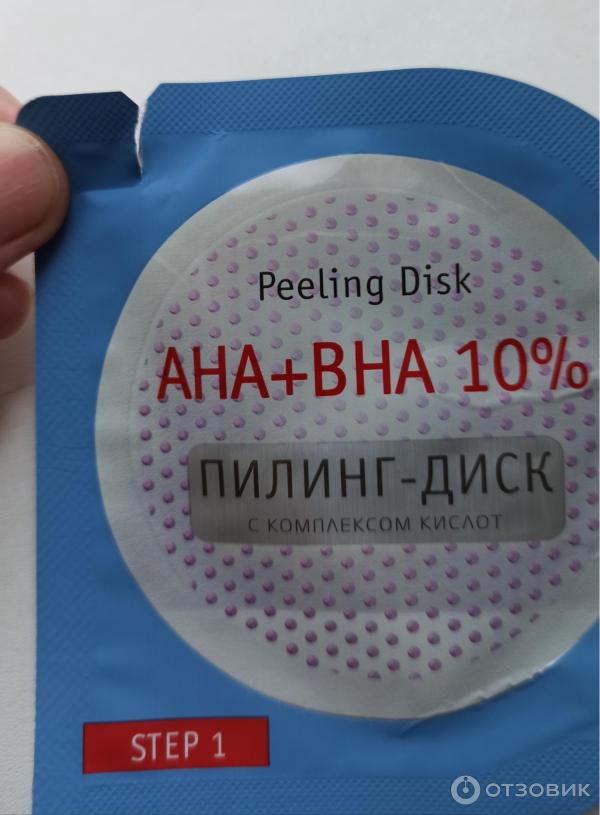 Peeling Disk
AHA+BHA 10%
ПИЛИНГ-ДИСК
С КОМПЛЕКСОМ КИСЛОТ
STEP 1
ОТЗОВИК